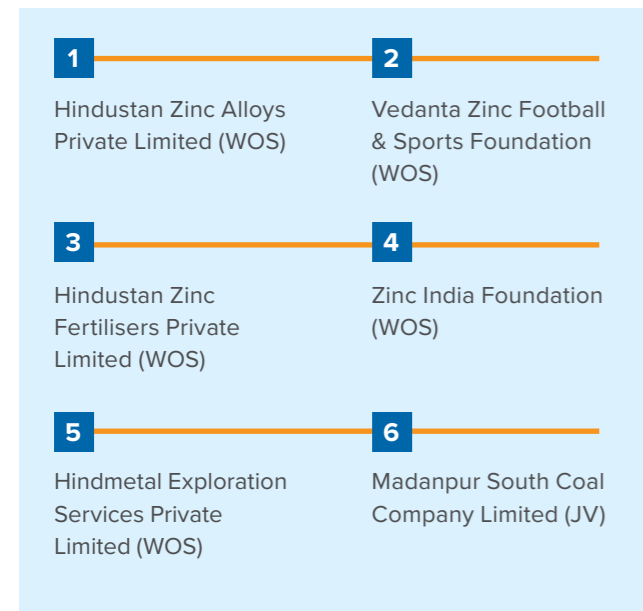 1
Hindustan Zinc Alloys
Private Limited (WOS)
2
Vedanta Zinc Football
& Sports Foundation
(WOS)
3
Hindustan Zinc
Fertilisers Private
Limited (WOS)
4
Zinc India Foundation
(WOS)
5
Hindmetal Exploration
Services Private
Limited (WOS)
6
Madanpur South Coal
Company Limited (JV)